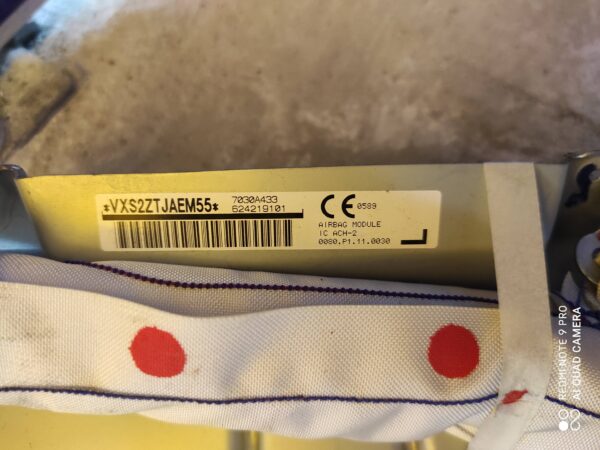 *VXS2ZTJAEM55*
7030A433
624219101
CE 0589
AIRBAG MODULE
IC ACH-2
0080.P1.11.0030
REDMI NOTE 9 PRO
AI QUAD CAMERA